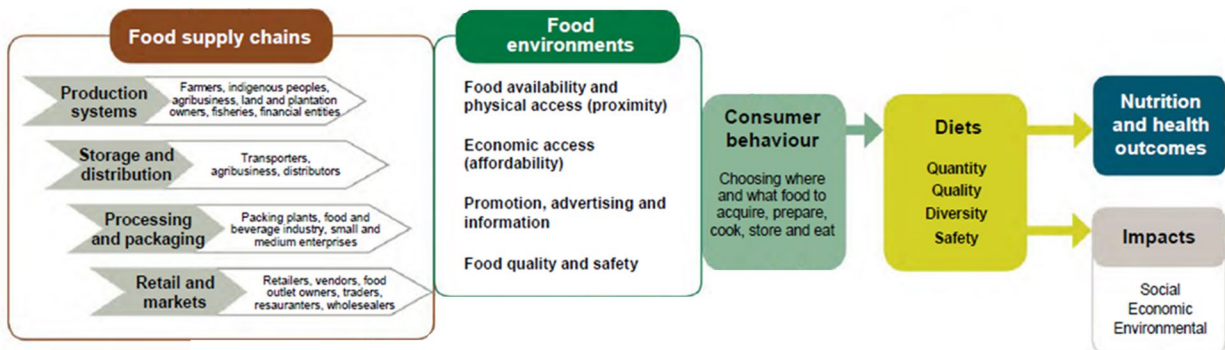 Food supply chains
Production
systems
Farmers, indigenous peoples,
agribusiness, land and plantation
owners, fisheries, financial entities
Storage and
distribution
Transporters,
agribusiness, distributors
Processing
and packaging
Packing plants, food and
beverage industry, small and
medium enterprises
Retail and
markets
Retailers, vendors, food
outlet owners, traders,
resauranters, wholesealers
Food
environments
Food availability and
physical access (proximity)
Economic access
(affordability)
Promotion, advertising and
information
Food quality and safety
Consumer
behaviour
Choosing where
and what food to
acquire, prepare,
cook, store and eat
Diets
Quantity
Quality
Diversity
Safety
Nutrition
and health
outcomes
Impacts
Social
Economic
Environmental